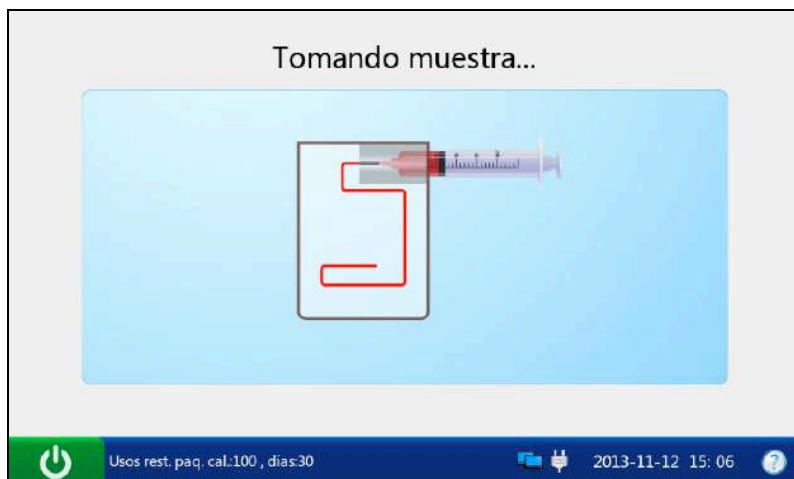 Tomando muestra...
Usos rest. paq. cal.:100 , dias:30
2013-11-12 15: 06
?